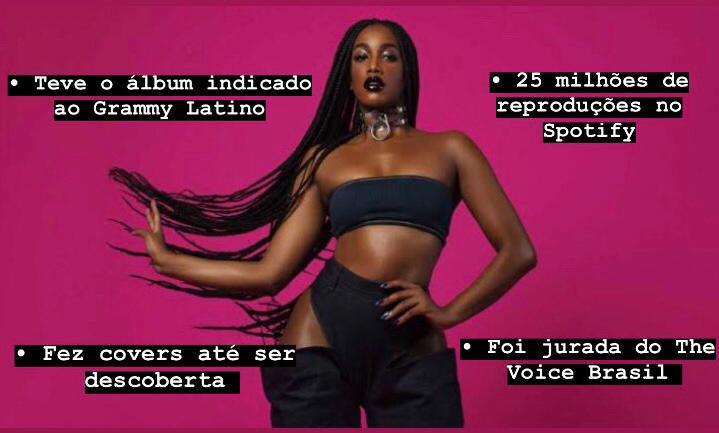 • Teve o álbum indicado
ao Grammy Latino
• 25 milhões de
reproduções no
Spotify
• Fez covers até ser
descoberta
• Foi jurada do The
Voice Brasil